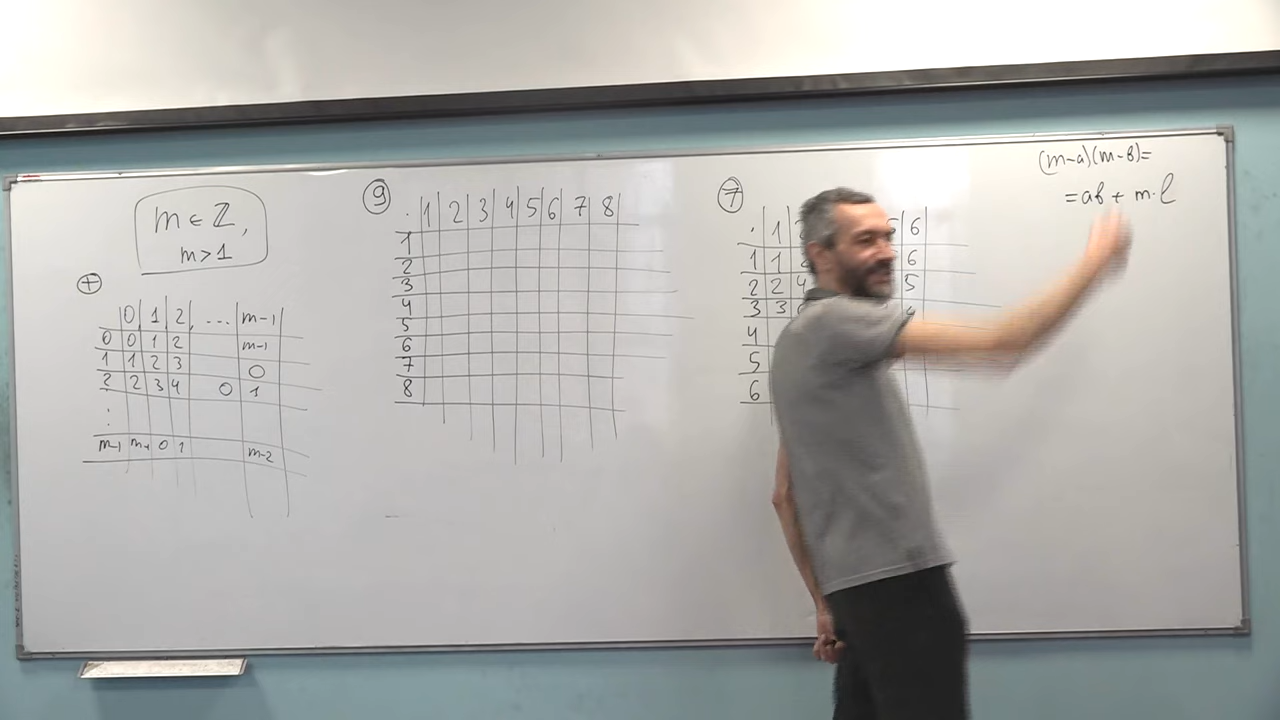 m ∈ ℤ,
m > 1
⊕
0 1 2 ... m-1
0 0 1 2 m-1
1 1 2 3 0
2 2 3 4 0 1
:
m-1 m-1 0 1 m-2
⑨
· 1 2 3 4 5 6 7 8
1
2
3
4
5
6
7
8
⑦
· 1 6
1 1 6
2 2 4 5
3 3
4
5
6
(m-a)(m-b)=
=ab + m·l